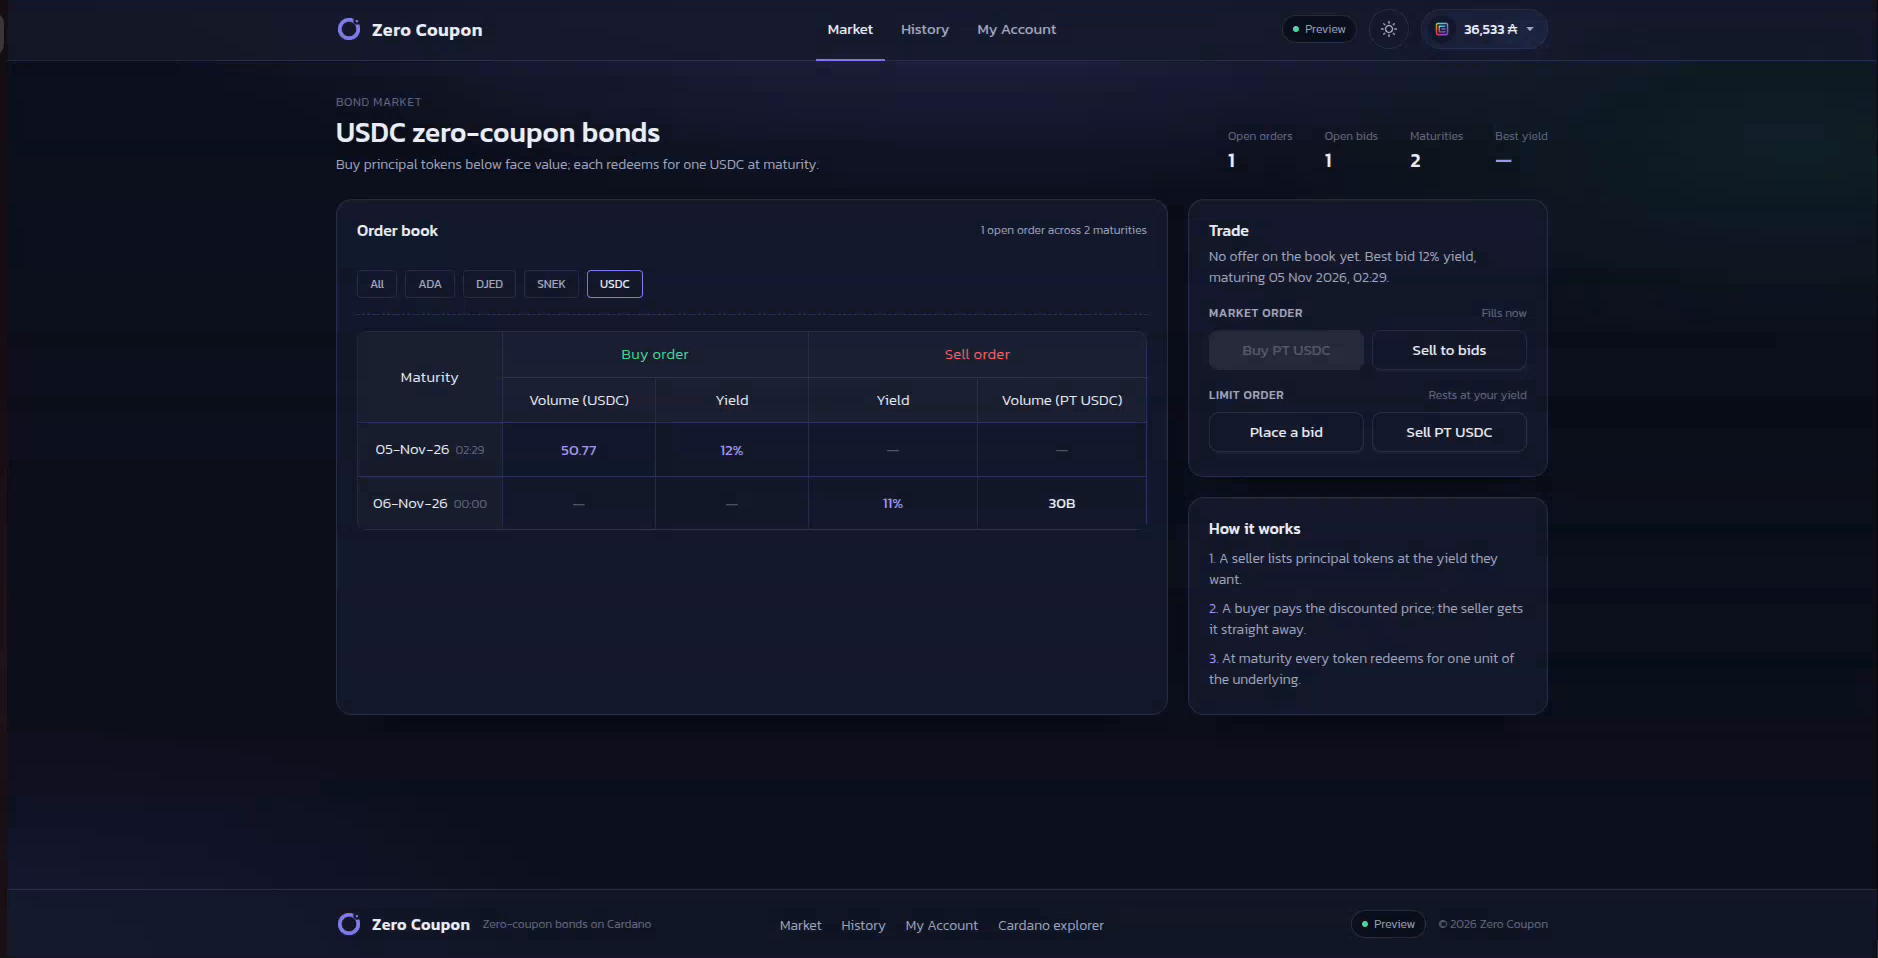 Zero Coupon
Market History My Account
Preview
36,533 ₳
BOND MARKET
USDC zero-coupon bonds
Buy principal tokens below face value; each redeems for one USDC at maturity.
Open orders Open bids Maturities Best yield
1 1 2 —
Order book
1 open order across 2 maturities
All ADA DJED SNEK USDC
Maturity Buy order Sell order
Volume (USDC) Yield Yield Volume (PT USDC)
05-Nov-26 02:29 50.77 12% — —
06-Nov-26 00:00 — — 11% 30B
Trade
No offer on the book yet. Best bid 12% yield,
maturing 05 Nov 2026, 02:29.
MARKET ORDER Fills now
Buy PT USDC Sell to bids
LIMIT ORDER Rests at your yield
Place a bid Sell PT USDC
How it works
1. A seller lists principal tokens at the yield they
want.
2. A buyer pays the discounted price; the seller gets
it straight away.
3. At maturity every token redeems for one unit of
the underlying.
Zero Coupon Zero-coupon bonds on Cardano
Market History My Account Cardano explorer
Preview © 2026 Zero Coupon